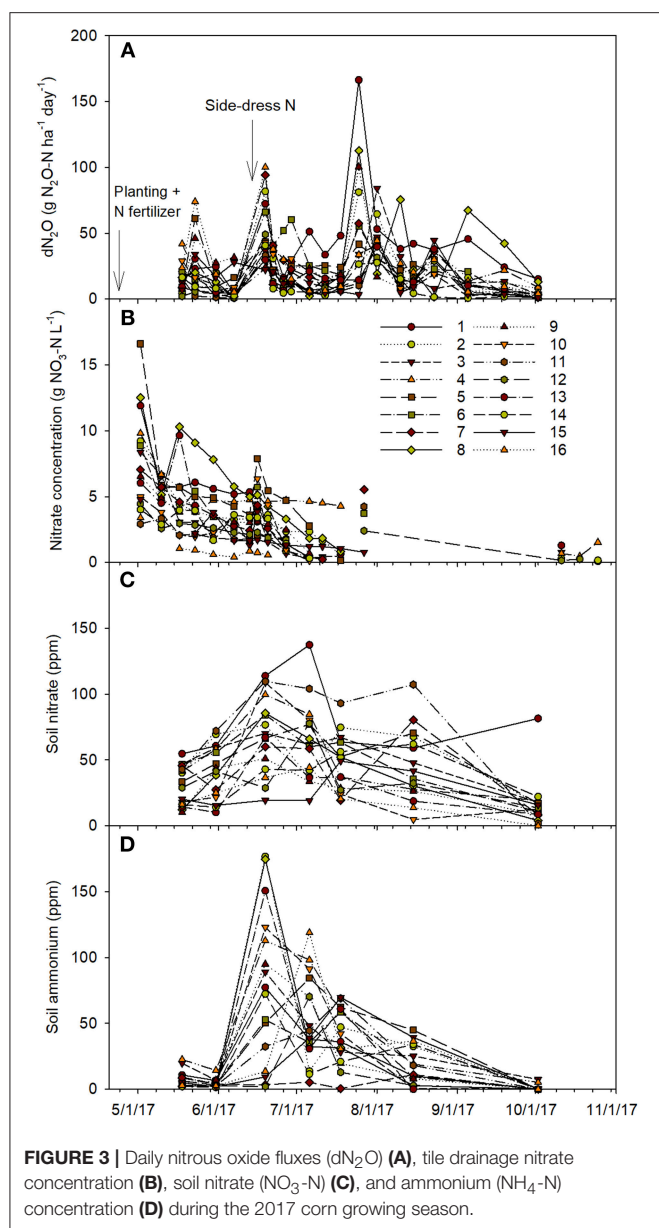 A
dN₂O (g N₂O-N ha⁻¹ day⁻¹)
200
150
100
50
0
Side-dress N
Planting +
N fertilizer
B
Nitrate concentration (g NO₃-N L⁻¹)
15
10
5
0
1 9
2 10
3 11
4 12
5 13
6 14
7 15
8 16
C
Soil nitrate (ppm)
150
100
50
0
D
Soil ammonium (ppm)
150
100
50
0
5/1/17 6/1/17 7/1/17 8/1/17 9/1/17 10/1/17 11/1/17
FIGURE 3 | Daily nitrous oxide fluxes (dN₂O) (A), tile drainage nitrate
concentration (B), soil nitrate (NO₃-N) (C), and ammonium (NH₄-N)
concentration (D) during the 2017 corn growing season.